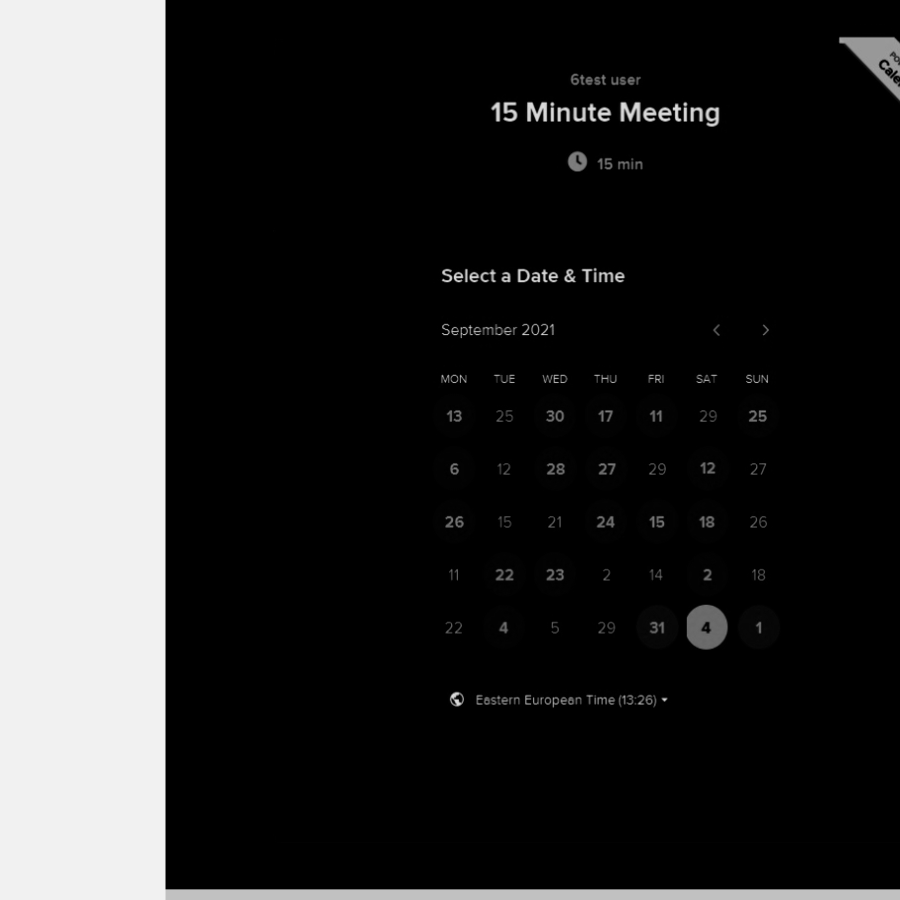 6test user
15 Minute Meeting
15 min
Select a Date & Time
September 2021
MON TUE WED THU FRI SAT SUN
13 25 30 17 11 29 25
6 12 28 27 29 12 27
26 15 21 24 15 18 26
11 22 23 2 14 2 18
22 4 5 29 31 4 1
Eastern European Time (13:26)